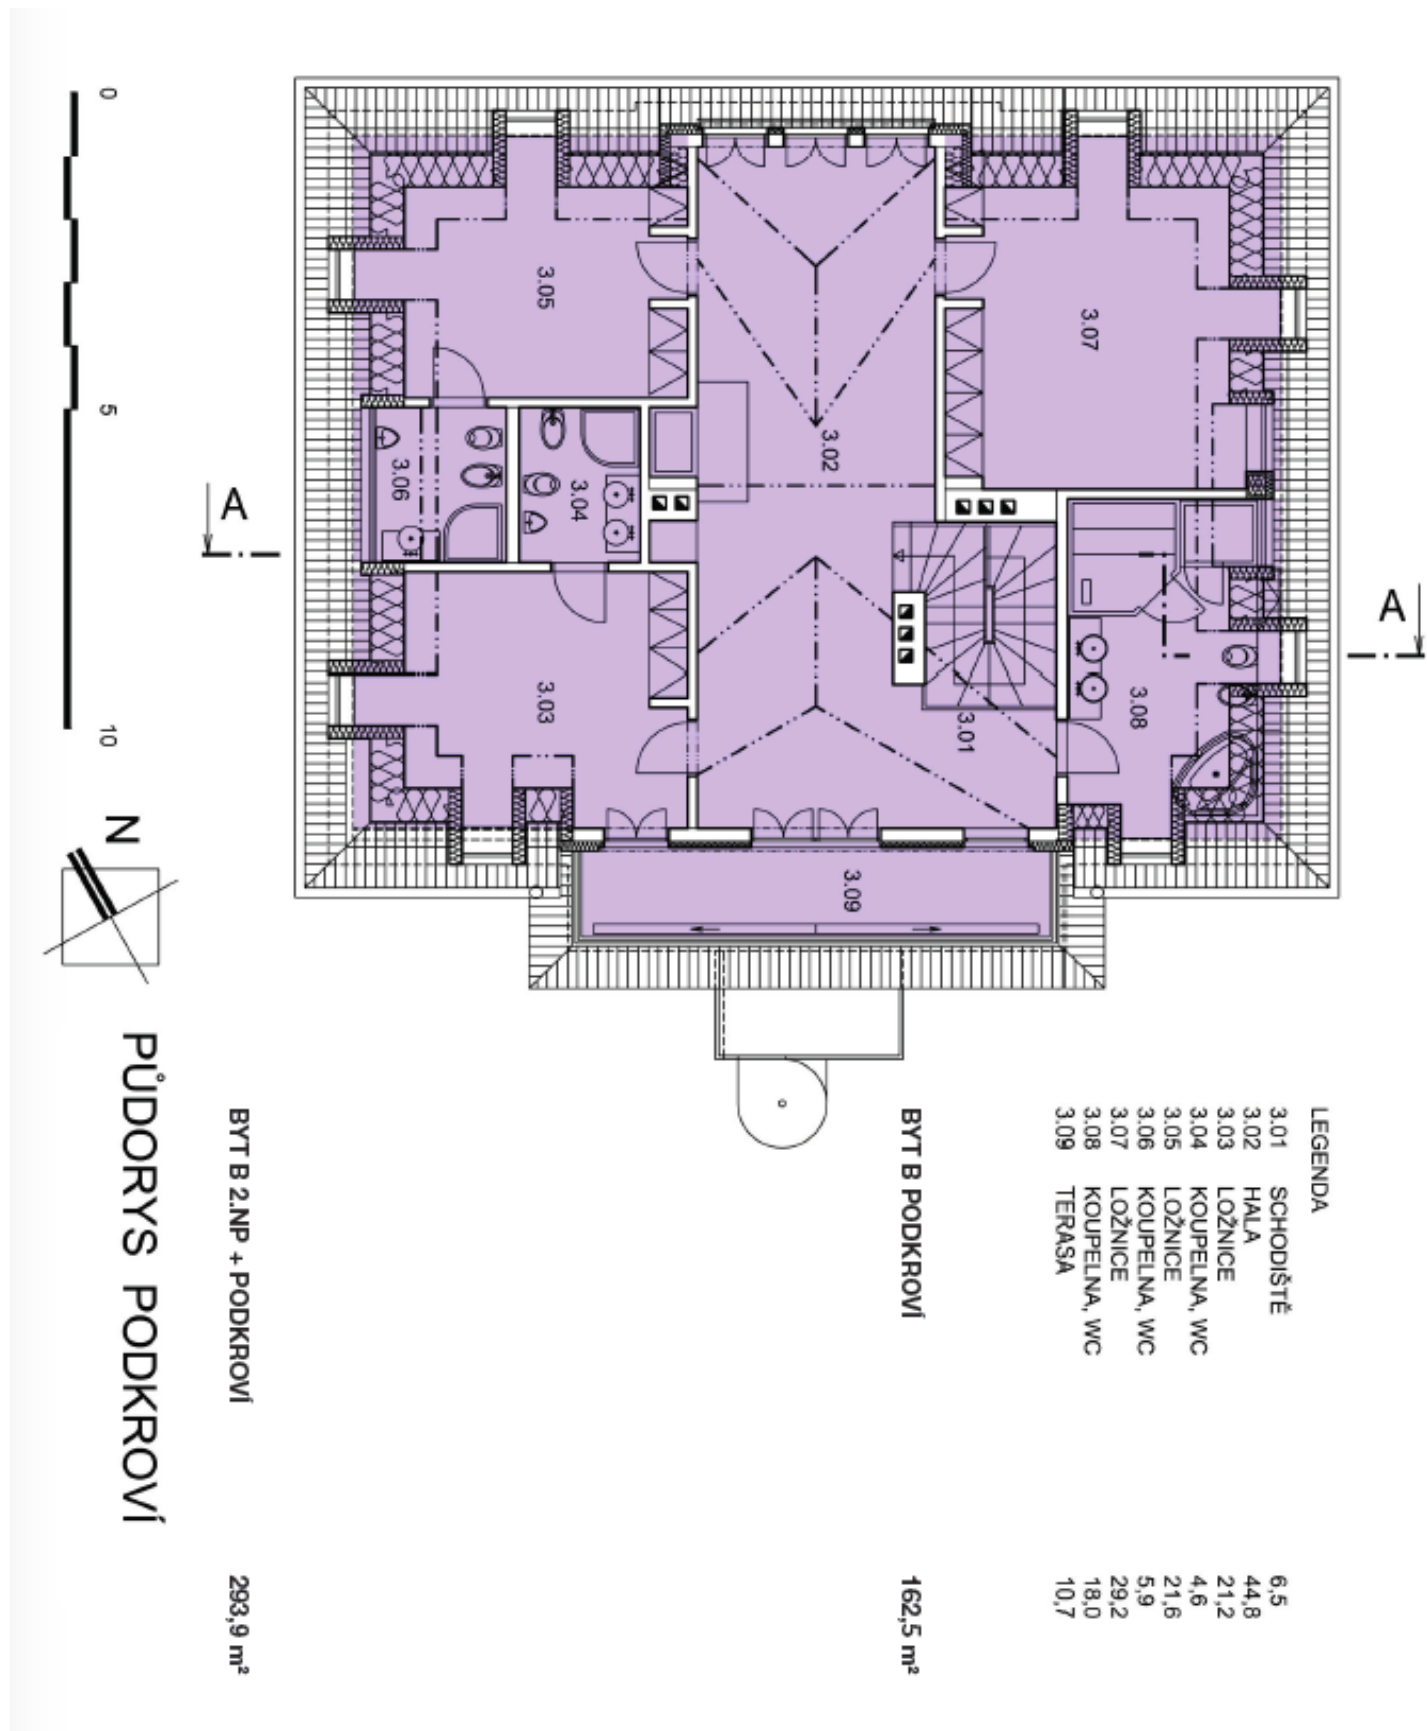 0
5
10
N
A
A
3.05
3.07
3.02
3.06
3.04
3.03
3.01
3.08
3.09
LEGENDA
3.01 SCHODIŠTĚ 6,5
3.02 HALA 44,8
3.03 LOŽNICE 21,2
3.04 KOUPELNA, WC 4,6
3.05 LOŽNICE 21,6
3.06 KOUPELNA, WC 5,9
3.07 LOŽNICE 29,2
3.08 KOUPELNA, WC 18,0
3.09 TERASA 10,7
BYT B PODKROVÍ 162,5 m²
BYT B 2.NP + PODKROVÍ 293,9 m²
PŮDORYS PODKROVÍ